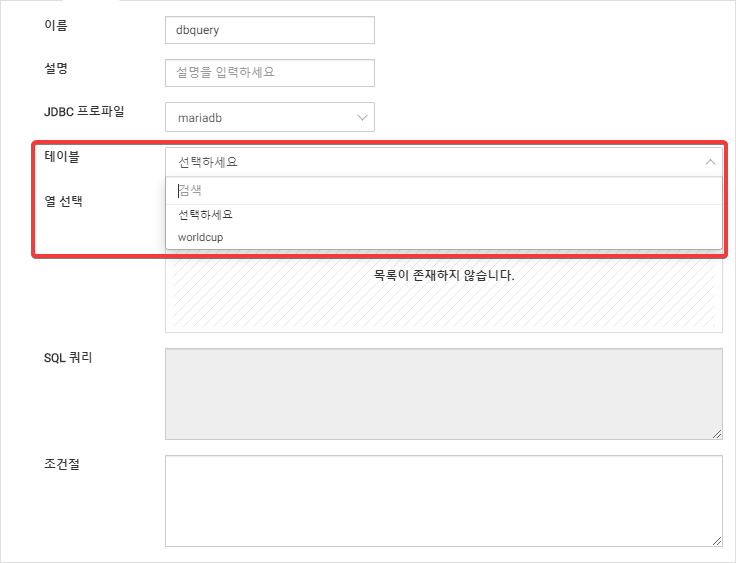 이름
dbquery
설명
설명을 입력하세요
JDBC 프로파일
mariadb
테이블
선택하세요
검색
열 선택
선택하세요
worldcup
목록이 존재하지 않습니다.
SQL 쿼리
조건절